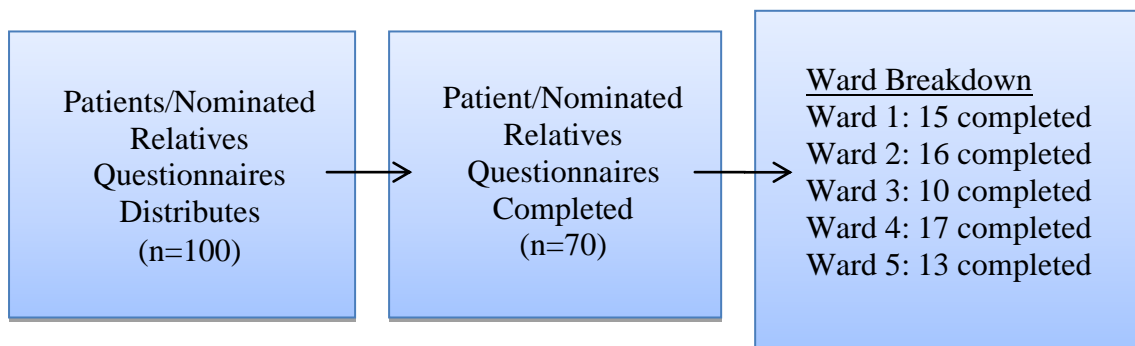 Patients/Nominated
Relatives
Questionnaires
Distributes
(n=100)
Patient/Nominated
Relatives
Questionnaires
Completed
(n=70)
Ward Breakdown
Ward 1: 15 completed
Ward 2: 16 completed
Ward 3: 10 completed
Ward 4: 17 completed
Ward 5: 13 completed